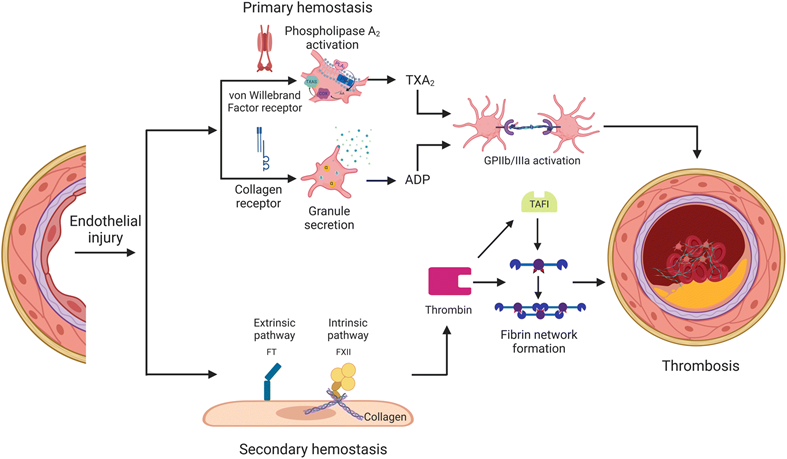 Primary hemostasis
Phospholipase A₂
activation
von Willebrand
Factor receptor
TXA₂
Collagen
receptor
Granule
secretion
ADP
GPIIb/IIIa activation
Endothelial
injury
TAFI
Thrombin
Fibrin network
formation
Thrombosis
Extrinsic
pathway
FT
Intrinsic
pathway
FXII
Collagen
Secondary hemostasis